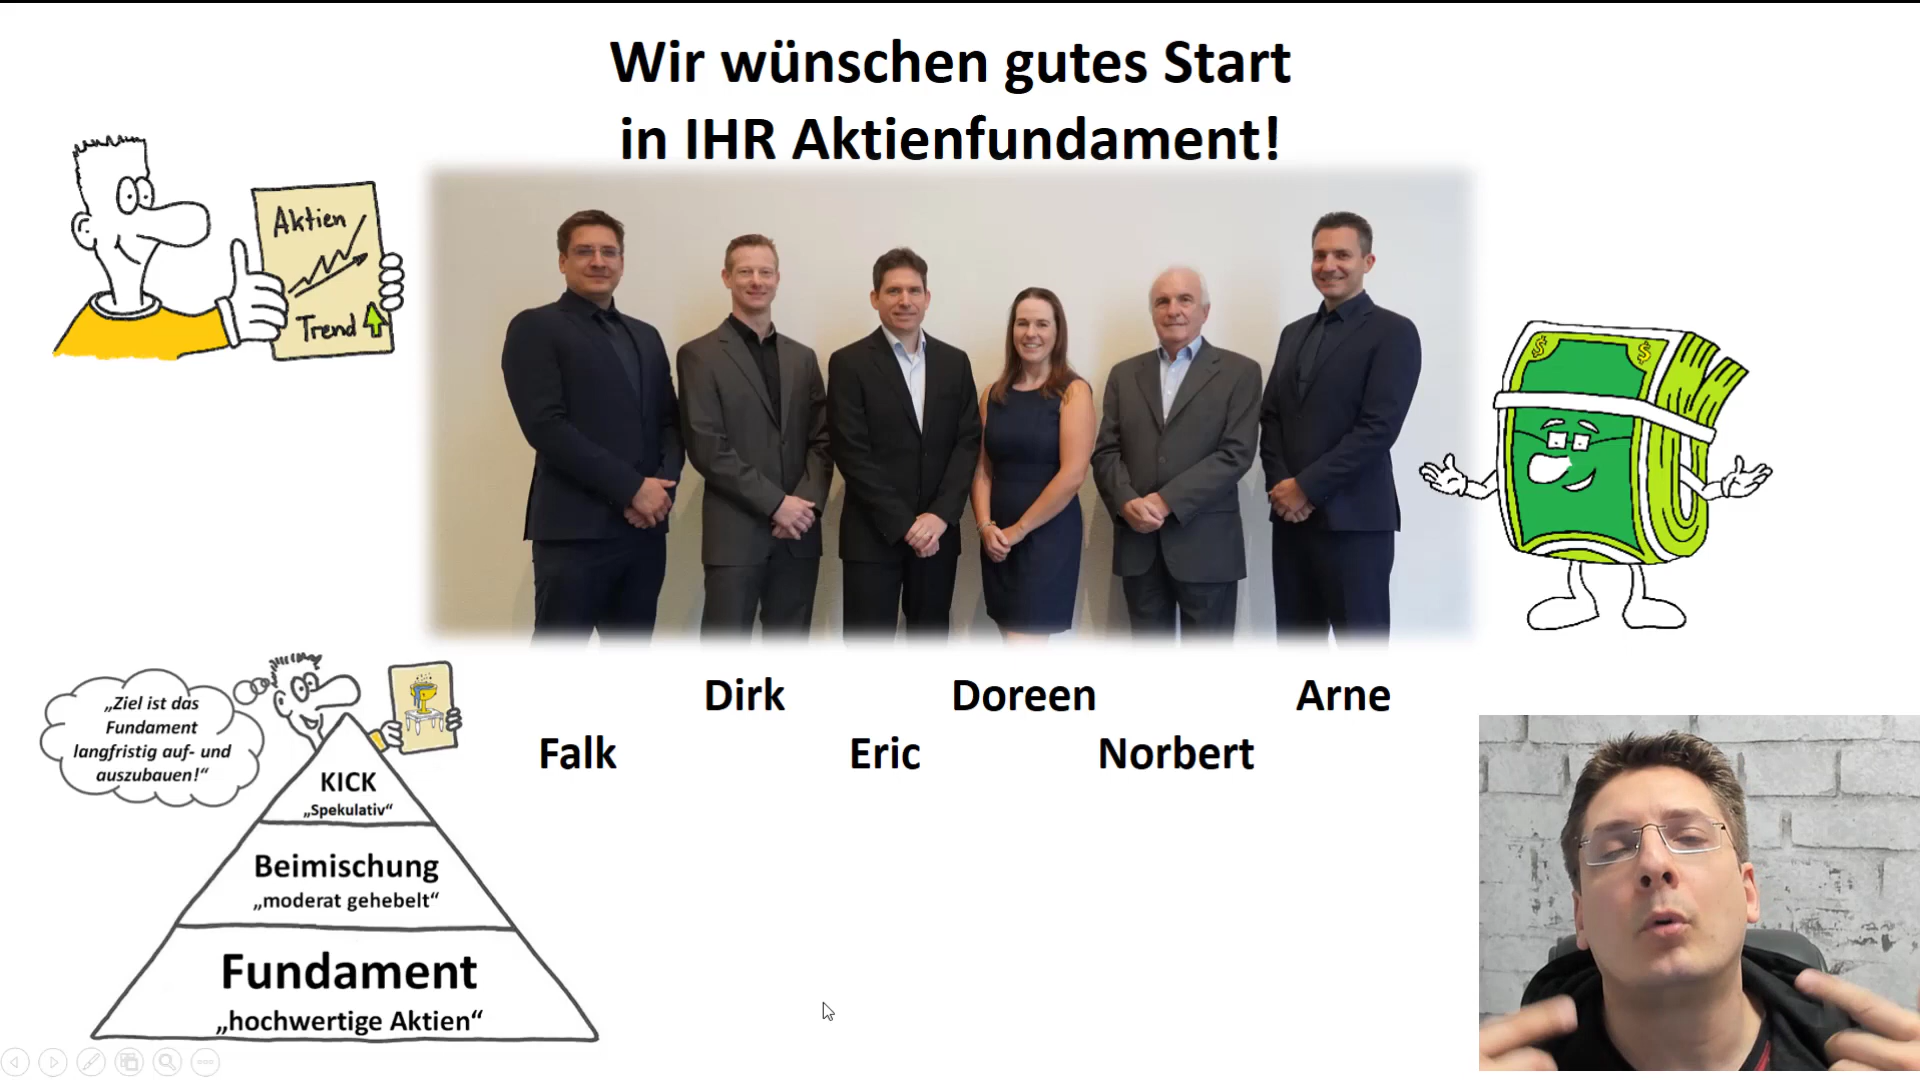 Wir wünschen gutes Start
in IHR Aktienfundament!
Aktien
Trend
$ $
Dirk Doreen Arne
Falk Eric Norbert
„Ziel ist das
Fundament
langfristig auf- und
auszubauen!“
KICK
„Spekulativ“
Beimischung
„moderat gehebelt“
Fundament
„hochwertige Aktien“